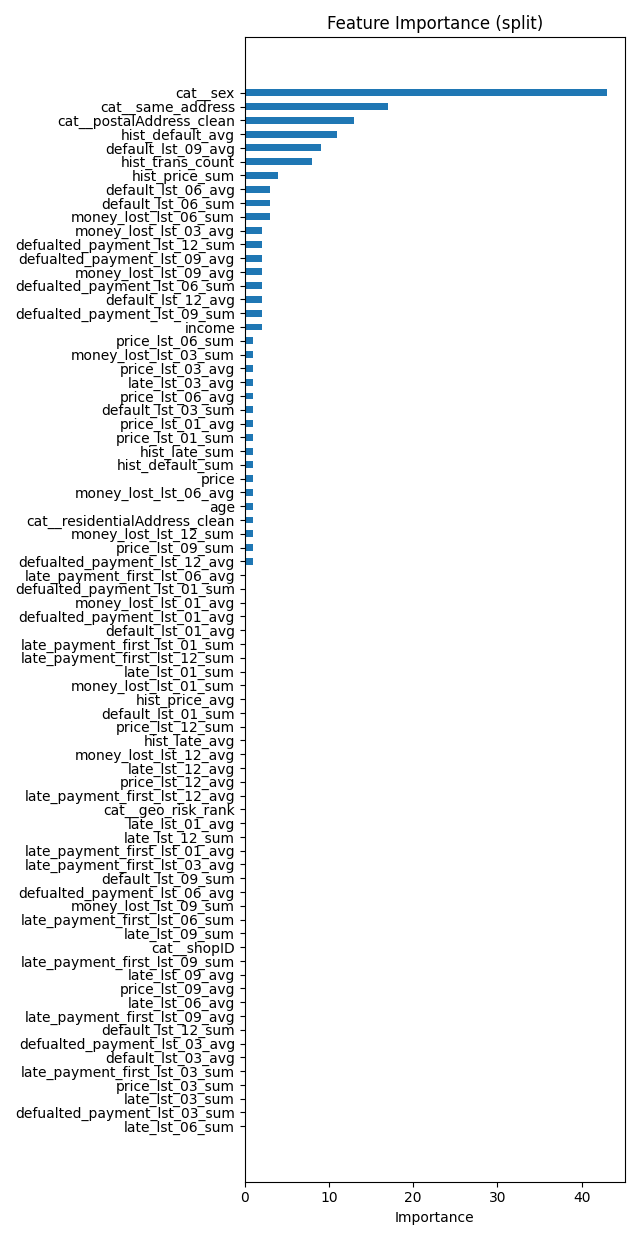 Feature Importance (split)
cat__sex
cat__same_address
cat__postalAddress_clean
hist_default_avg
default_lst_09_avg
hist_trans_count
hist_price_sum
default_lst_06_avg
default_lst_06_sum
money_lost_lst_06_sum
money_lost_lst_03_avg
defualted_payment_lst_12_sum
defualted_payment_lst_09_avg
money_lost_lst_09_avg
defualted_payment_lst_06_sum
default_lst_12_avg
defualted_payment_lst_09_sum
income
price_lst_06_sum
money_lost_lst_03_sum
price_lst_03_avg
late_lst_03_avg
price_lst_06_avg
default_lst_03_sum
price_lst_01_avg
price_lst_01_sum
hist_late_sum
hist_default_sum
price
money_lost_lst_06_avg
age
cat__residentialAddress_clean
money_lost_lst_12_sum
price_lst_09_sum
defualted_payment_lst_12_avg
late_payment_first_lst_06_avg
defualted_payment_lst_01_sum
money_lost_lst_01_avg
defualted_payment_lst_01_avg
default_lst_01_avg
late_payment_first_lst_01_sum
late_payment_first_lst_12_sum
late_lst_01_sum
money_lost_lst_01_sum
hist_price_avg
default_lst_01_sum
price_lst_12_sum
hist_late_avg
money_lost_lst_12_avg
late_lst_12_avg
price_lst_12_avg
late_payment_first_lst_12_avg
cat__geo_risk_rank
late_lst_01_avg
late_lst_12_sum
late_payment_first_lst_01_avg
late_payment_first_lst_03_avg
default_lst_09_sum
defualted_payment_lst_06_avg
money_lost_lst_09_sum
late_payment_first_lst_06_sum
late_lst_09_sum
cat__shopID
late_payment_first_lst_09_sum
late_lst_09_avg
price_lst_09_avg
late_lst_06_avg
late_payment_first_lst_09_avg
default_lst_12_sum
defualted_payment_lst_03_avg
default_lst_03_avg
late_payment_first_lst_03_sum
price_lst_03_sum
late_lst_03_sum
defualted_payment_lst_03_sum
late_lst_06_sum
0 10 20 30 40
Importance